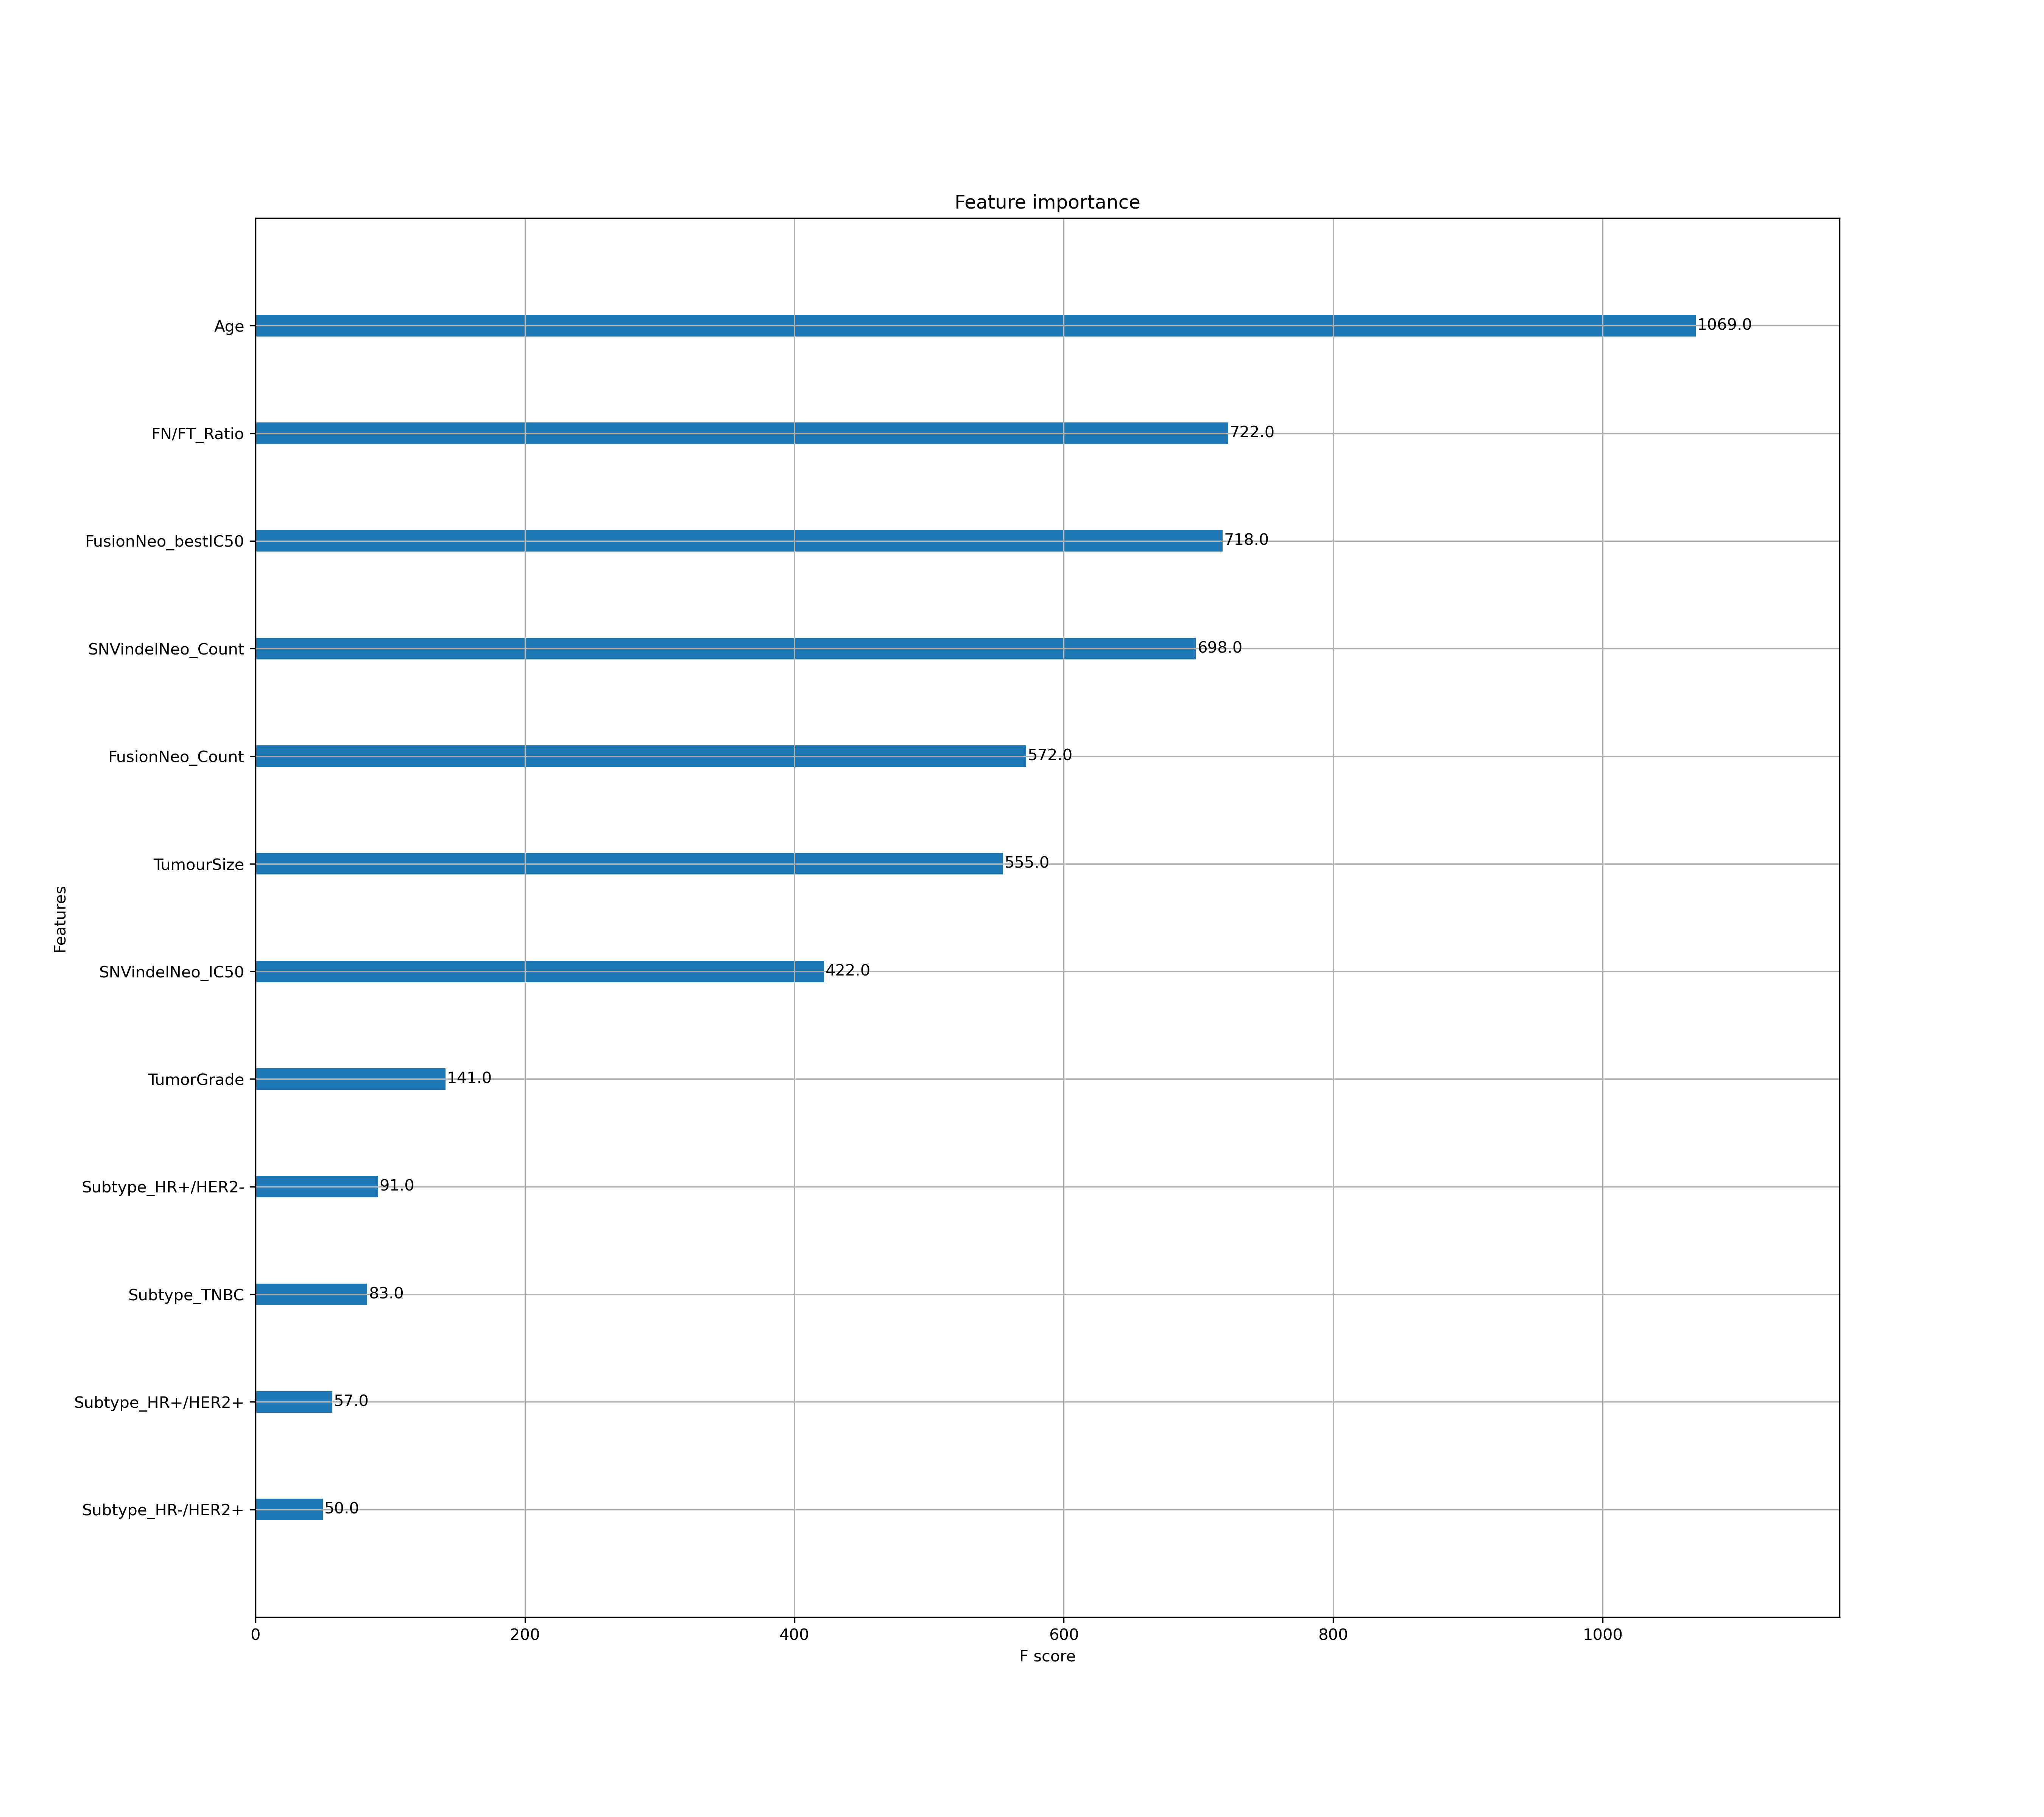 Feature importance
Age
1069.0
FN/FT_Ratio
722.0
FusionNeo_bestIC50
718.0
SNVindelNeo_Count
698.0
FusionNeo_Count
572.0
TumourSize
555.0
SNVindelNeo_IC50
422.0
TumorGrade
141.0
Subtype_HR+/HER2-
91.0
Subtype_TNBC
83.0
Subtype_HR+/HER2+
57.0
Subtype_HR-/HER2+
50.0
Features
0 200 400 600 800 1000
F score